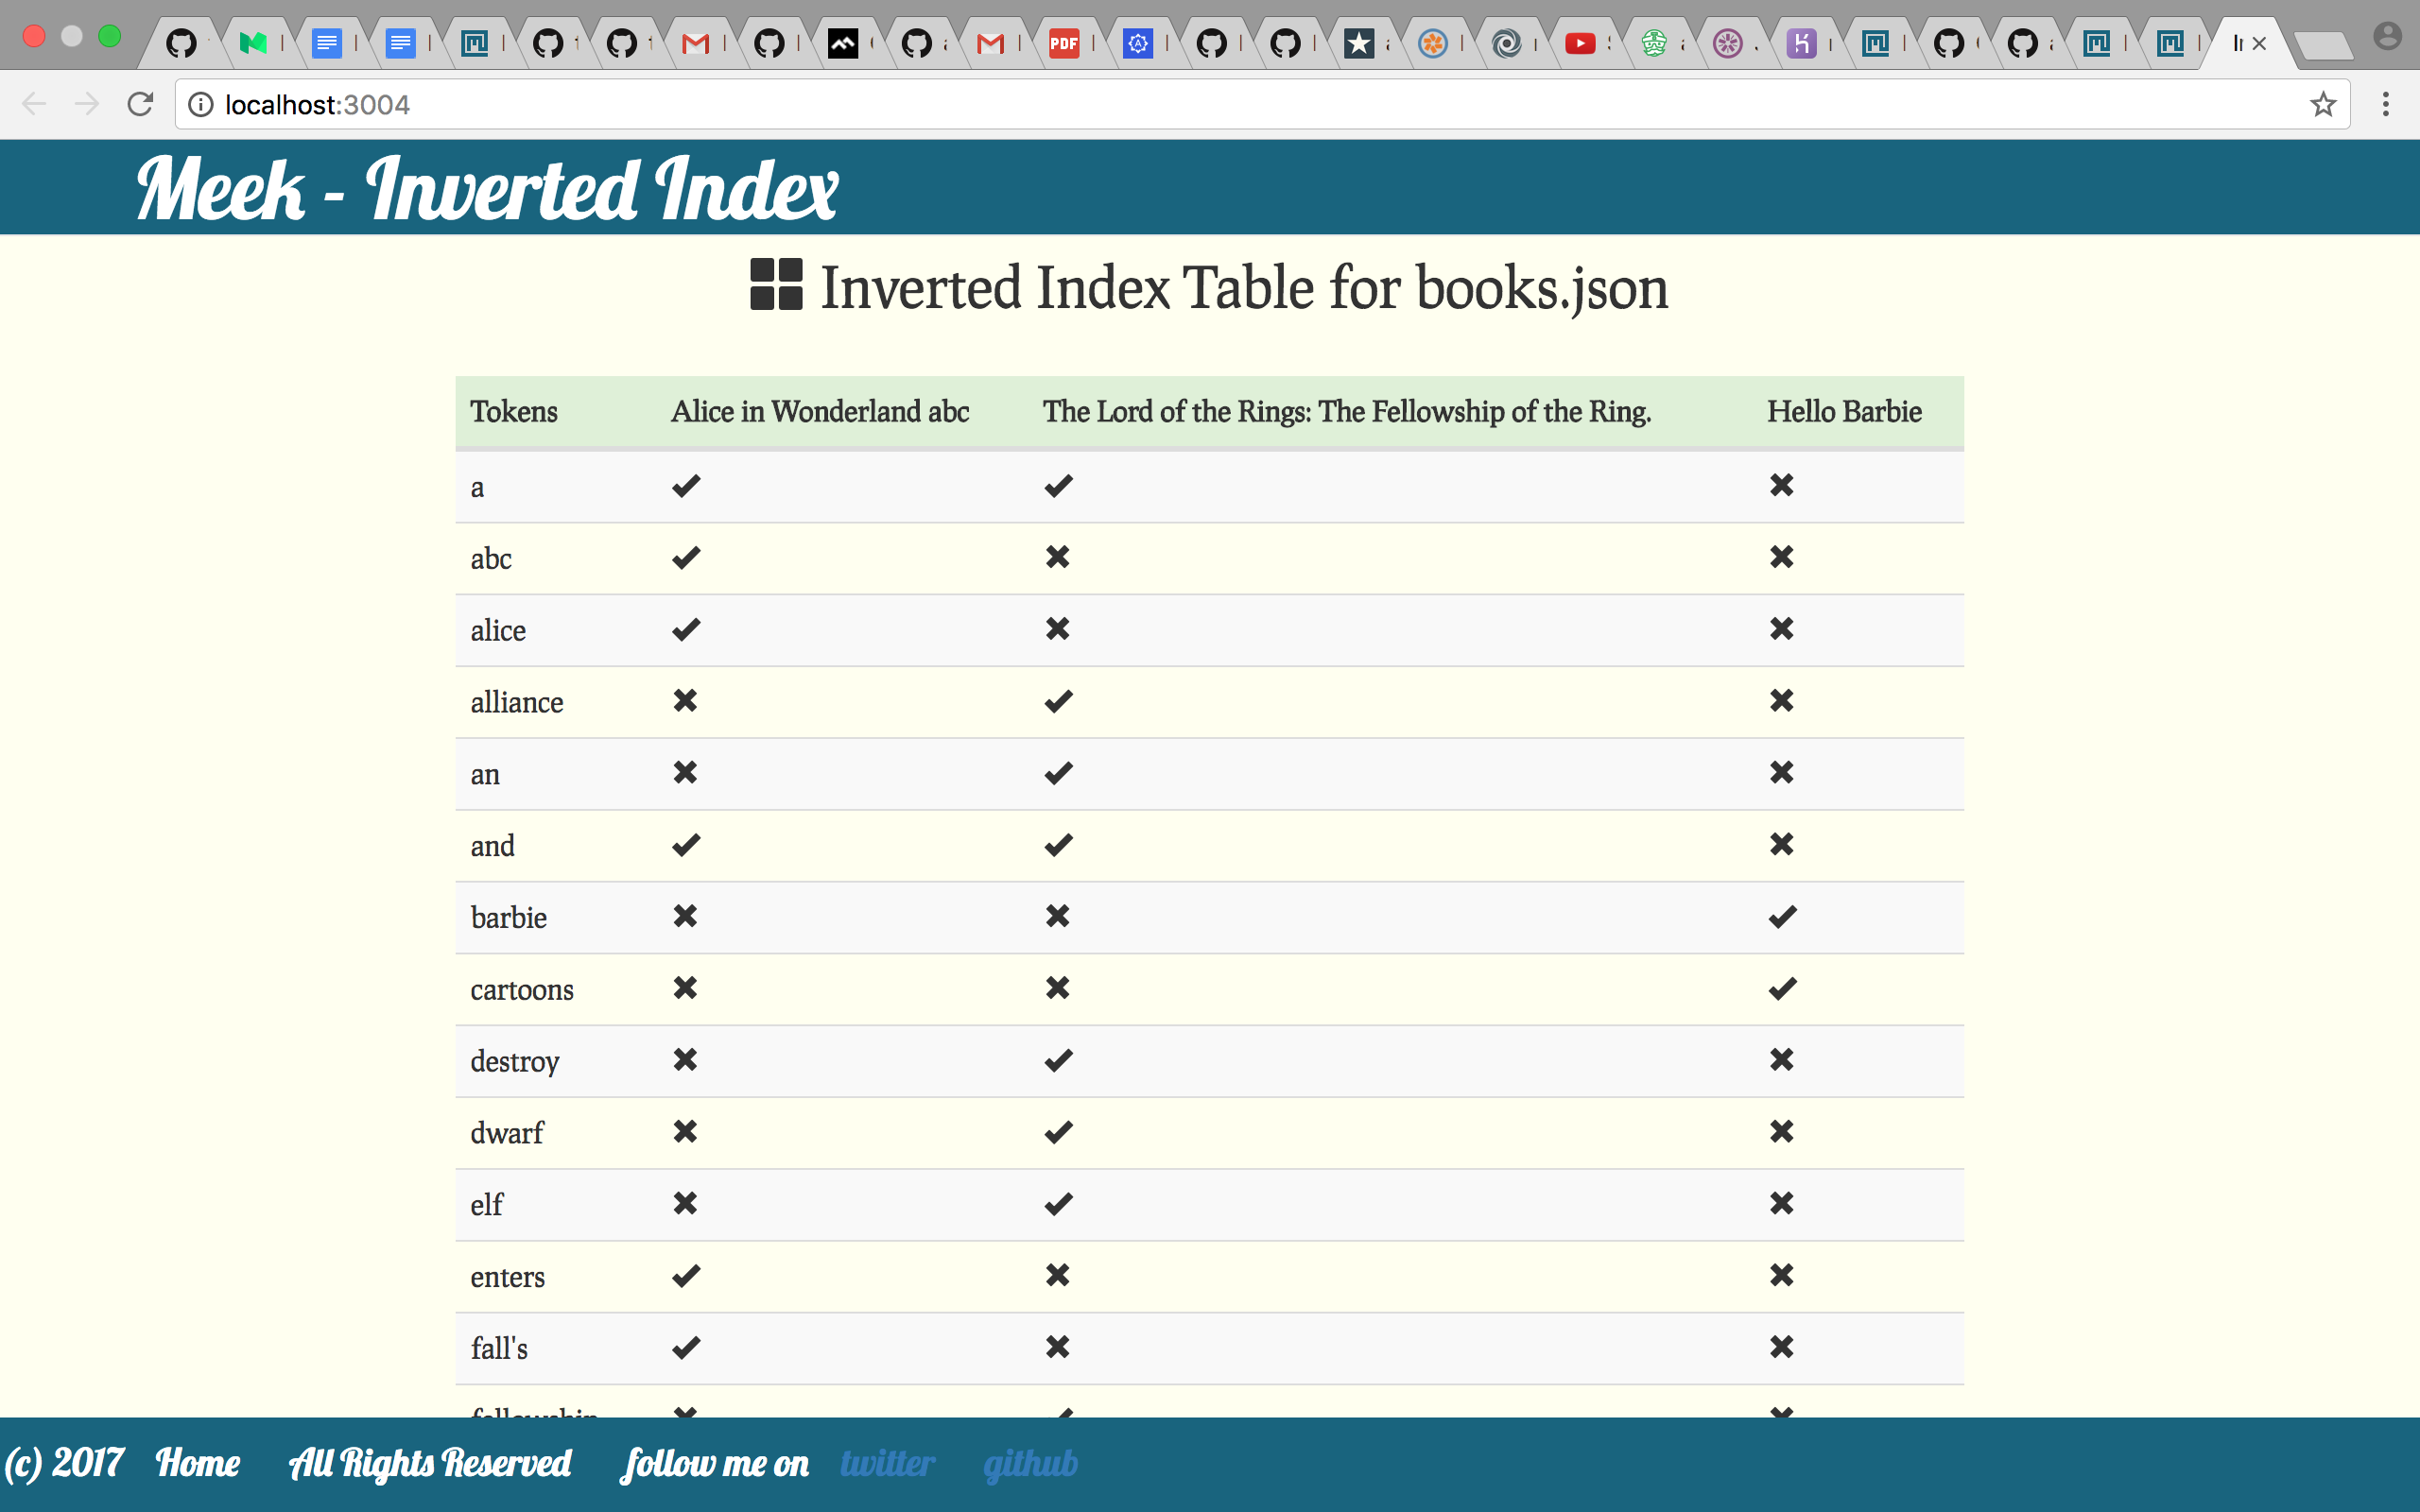 localhost:3004
Meek - Inverted Index
Inverted Index Table for books.json
Tokens Alice in Wonderland abc The Lord of the Rings: The Fellowship of the Ring. Hello Barbie
a
abc
alice
alliance
an
and
barbie
cartoons
destroy
dwarf
elf
enters
fall's
fellowship
(c) 2017 Home All Rights Reserved follow me on twitter github